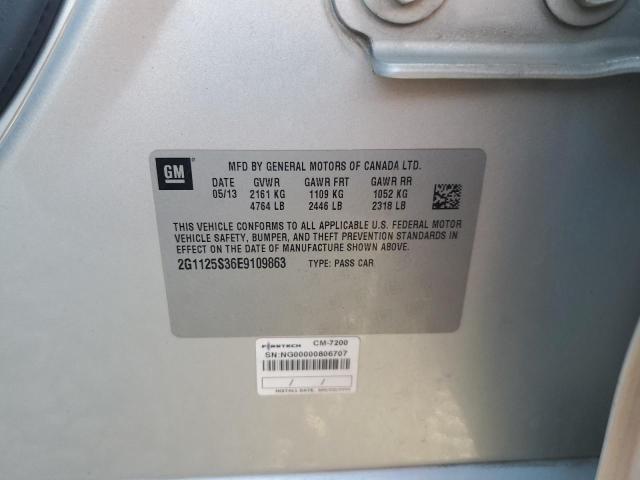 GM
MFD BY GENERAL MOTORS OF CANADA LTD.
DATE GVWR GAWR FRT GAWR RR
05/13 2161 KG 1109 KG 1052 KG
4764 LB 2446 LB 2318 LB
THIS VEHICLE CONFORMS TO ALL APPLICABLE U.S. FEDERAL MOTOR
VEHICLE SAFETY, BUMPER, AND THEFT PREVENTION STANDARDS IN
EFFECT ON THE DATE OF MANUFACTURE SHOWN ABOVE.
2G1125S36E9109863 TYPE: PASS CAR
FIRSTECH CM-7200
SN:NG00000806707
/ /
INSTALL DATE